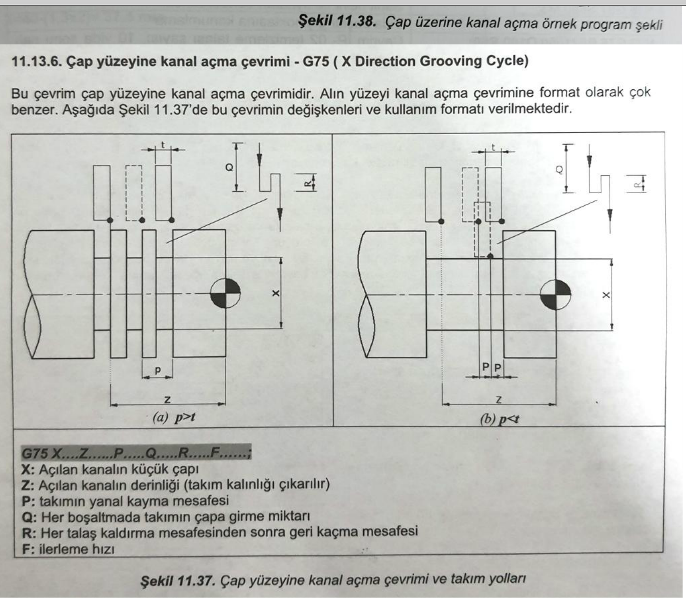 Şekil 11.38. Çap üzerine kanal açma örnek program şekli
11.13.6. Çap yüzeyine kanal açma çevrimi - G75 ( X Direction Grooving Cycle)
Bu çevrim çap yüzeyine kanal açma çevrimidir. Alın yüzeyi kanal açma çevrimine format olarak çok
benzer. Aşağıda Şekil 11.37'de bu çevrimin değişkenleri ve kullanım formatı verilmektedir.
t
Q
R
X
P
Z
(a) p>t
t
Q
R
X
P P
Z
(b) p<t
G75 X....Z......P.....Q.....R.....F......;
X: Açılan kanalın küçük çapı
Z: Açılan kanalın derinliği (takım kalınlığı çıkarılır)
P: takımın yanal kayma mesafesi
Q: Her boşaltmada takımın çapa girme miktarı
R: Her talaş kaldırma mesafesinden sonra geri kaçma mesafesi
F: ilerleme hızı
Şekil 11.37. Çap yüzeyine kanal açma çevrimi ve takım yolları